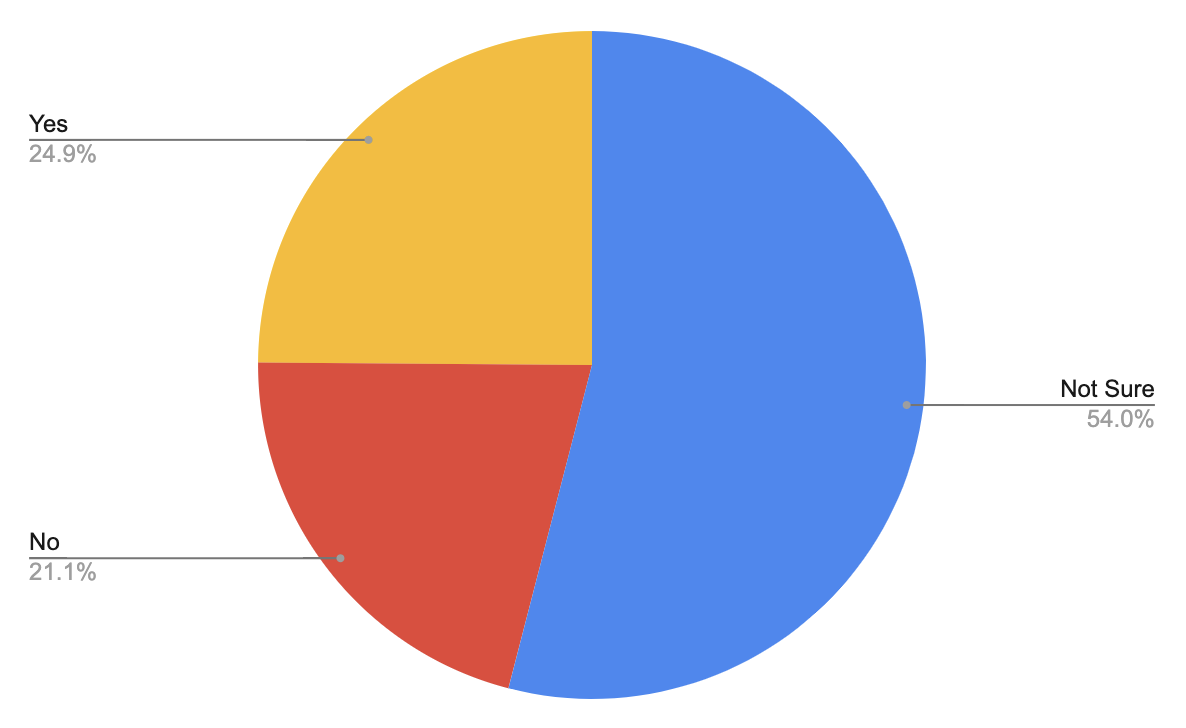 Yes
24.9%
Not Sure
54.0%
No
21.1%